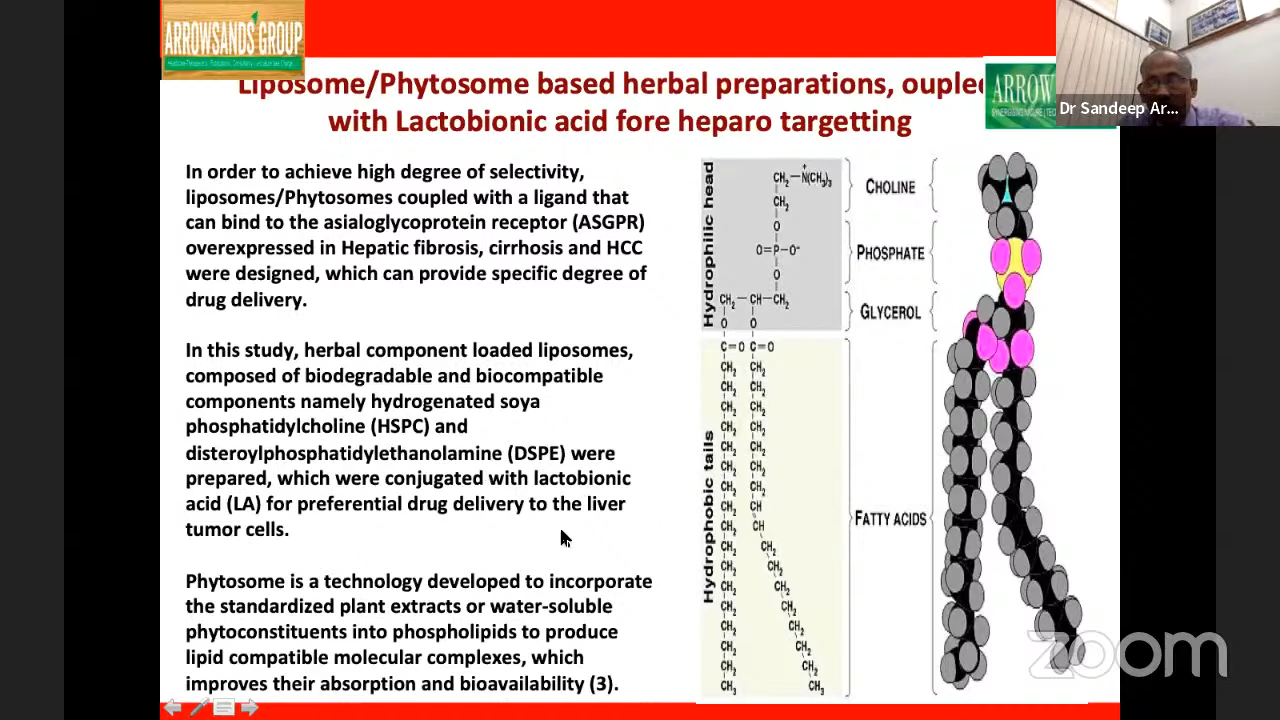 ARROWSANDS GROUP
Liposome/Phytosome based herbal preparations, ouple
with Lactobionic acid fore heparo targetting
ARROW
Dr Sandeep Ar...
In order to achieve high degree of selectivity,
liposomes/Phytosomes coupled with a ligand that
can bind to the asialoglycoprotein receptor (ASGPR)
overexpressed in Hepatic fibrosis, cirrhosis and HCC
were designed, which can provide specific degree of
drug delivery.
In this study, herbal component loaded liposomes,
composed of biodegradable and biocompatible
components namely hydrogenated soya
phosphatidylcholine (HSPC) and
disteroylphosphatidylethanolamine (DSPE) were
prepared, which were conjugated with lactobionic
acid (LA) for preferential drug delivery to the liver
tumor cells.
Phytosome is a technology developed to incorporate
the standardized plant extracts or water-soluble
phytoconstituents into phospholipids to produce
lipid compatible molecular complexes, which
improves their absorption and bioavailability (3).
Hydrophilic head
Hydrophobic tails
CH2—N(CH3)3
+
CH2
O
O=P—O-
O
CH2—CH—CH2
O O
C=O C=O
CH2 CH2
CH2 CH2
CH2 CH2
CH2 CH2
CH2 CH2
CH2 CH2
CH2 CH2
CH2 CH
CH2 CH
CH2 CH2
CH2 CH2
CH2 CH2
CH2 CH2
CH2 CH2
CH2 CH2
CH2 CH2
CH3 CH3
CHOLINE
PHOSPHATE
GLYCEROL
FATTY ACIDS
zoom